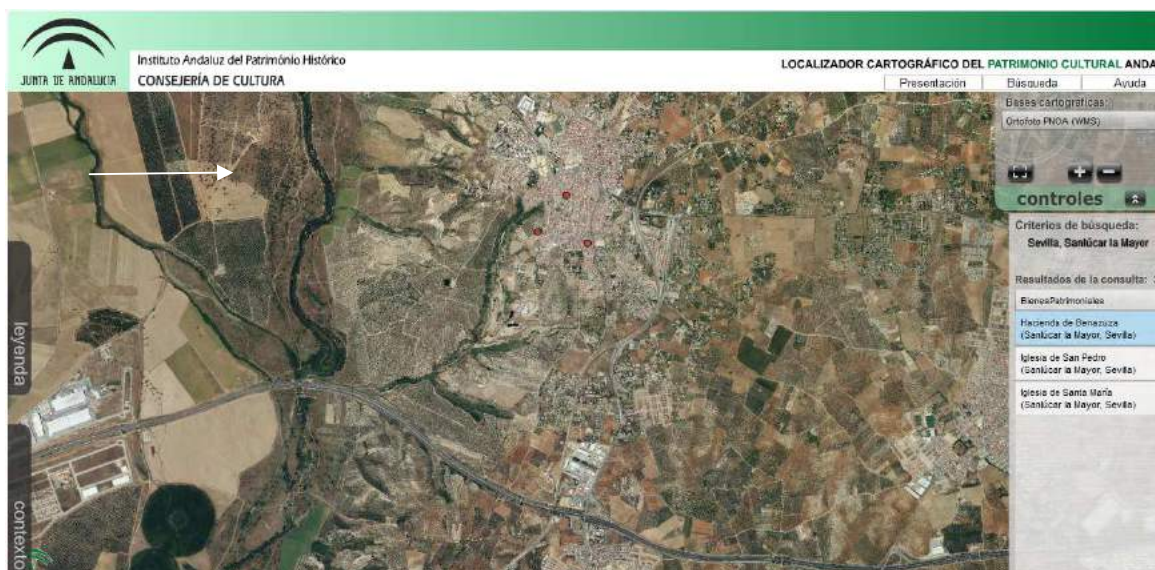 JUNTA DE ANDALUCIA
Instituto Andaluz del Património Histórico
CONSEJERÍA DE CULTURA
LOCALIZADOR CARTOGRÁFICO DEL PATRIMONIO CULTURAL ANDA
Presentación
Búsqueda
Ayuda
Bases cartográficas:
Ortofoto PNOA (WMS)
controles
Criterios de búsqueda:
Sevilla, Sanlúcar la Mayor
Resultados de la consulta:
BienesPatrimoniales
Hacienda de Benazuza
(Sanlúcar la Mayor, Sevilla)
Iglesia de San Pedro
(Sanlúcar la Mayor, Sevilla)
Iglesia de Santa María
(Sanlúcar la Mayor, Sevilla)
leyenda
contexto